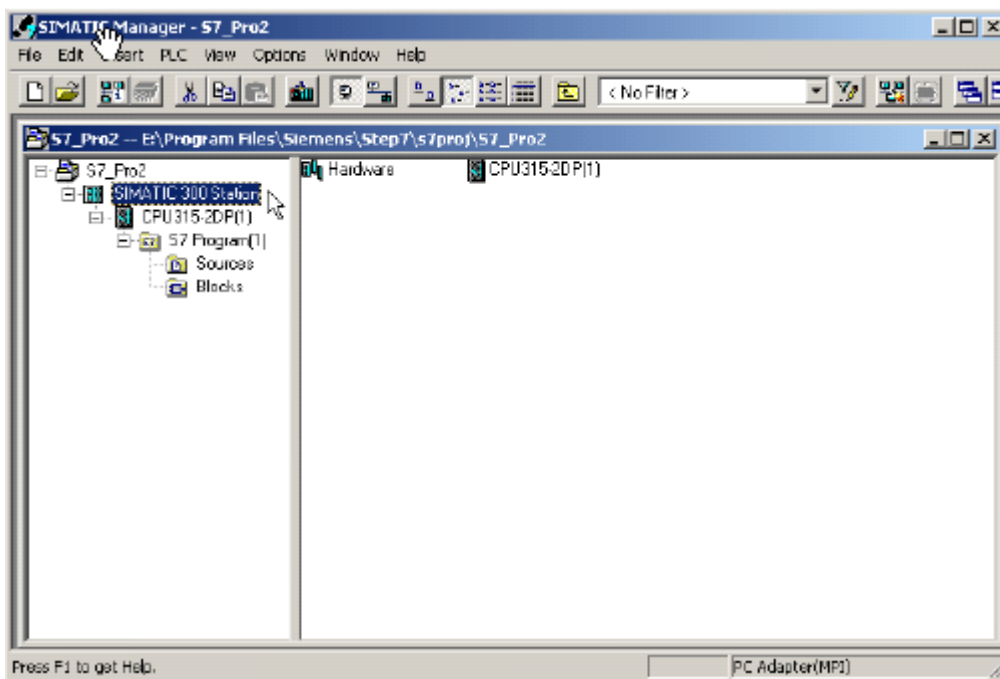 SIMATIC Manager - S7_Pro2
File Edit Insert PLC View Options Window Help
< No Filter >
S7_Pro2 -- E:\Program Files\Siemens\Step7\s7proj\S7_Pro2
S7_Pro2
SIMATIC 300 Station
CPU315-2DP(1)
S7 Program(1)
Sources
Blocks
Hardware
CPU315-2DP(1)
Press F1 to get Help.
PC Adapter(MPI)